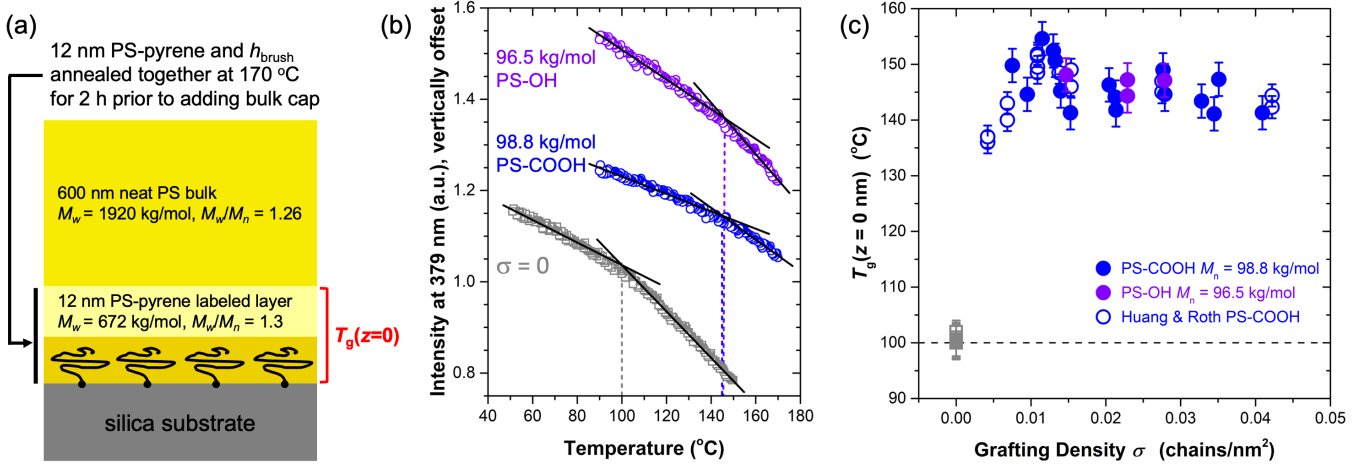 (a)
12 nm PS-pyrene and hbrush
annealed together at 170 °C
for 2 h prior to adding bulk cap
600 nm neat PS bulk
Mw = 1920 kg/mol, Mw/Mn = 1.26
12 nm PS-pyrene labeled layer
Mw = 672 kg/mol, Mw/Mn = 1.3
Tg(z=0)
silica substrate
(b)
Intensity at 379 nm (a.u.), vertically offset
1.6
1.4
1.2
1.0
0.8
96.5 kg/mol
PS-OH
98.8 kg/mol
PS-COOH
σ = 0
40 60 80 100 120 140 160 180
Temperature (°C)
(c)
Tg(z = 0 nm) (°C)
160
150
140
130
120
110
100
90
PS-COOH Mn = 98.8 kg/mol
PS-OH Mn = 96.5 kg/mol
Huang & Roth PS-COOH
0.00 0.01 0.02 0.03 0.04 0.05
Grafting Density σ (chains/nm²)